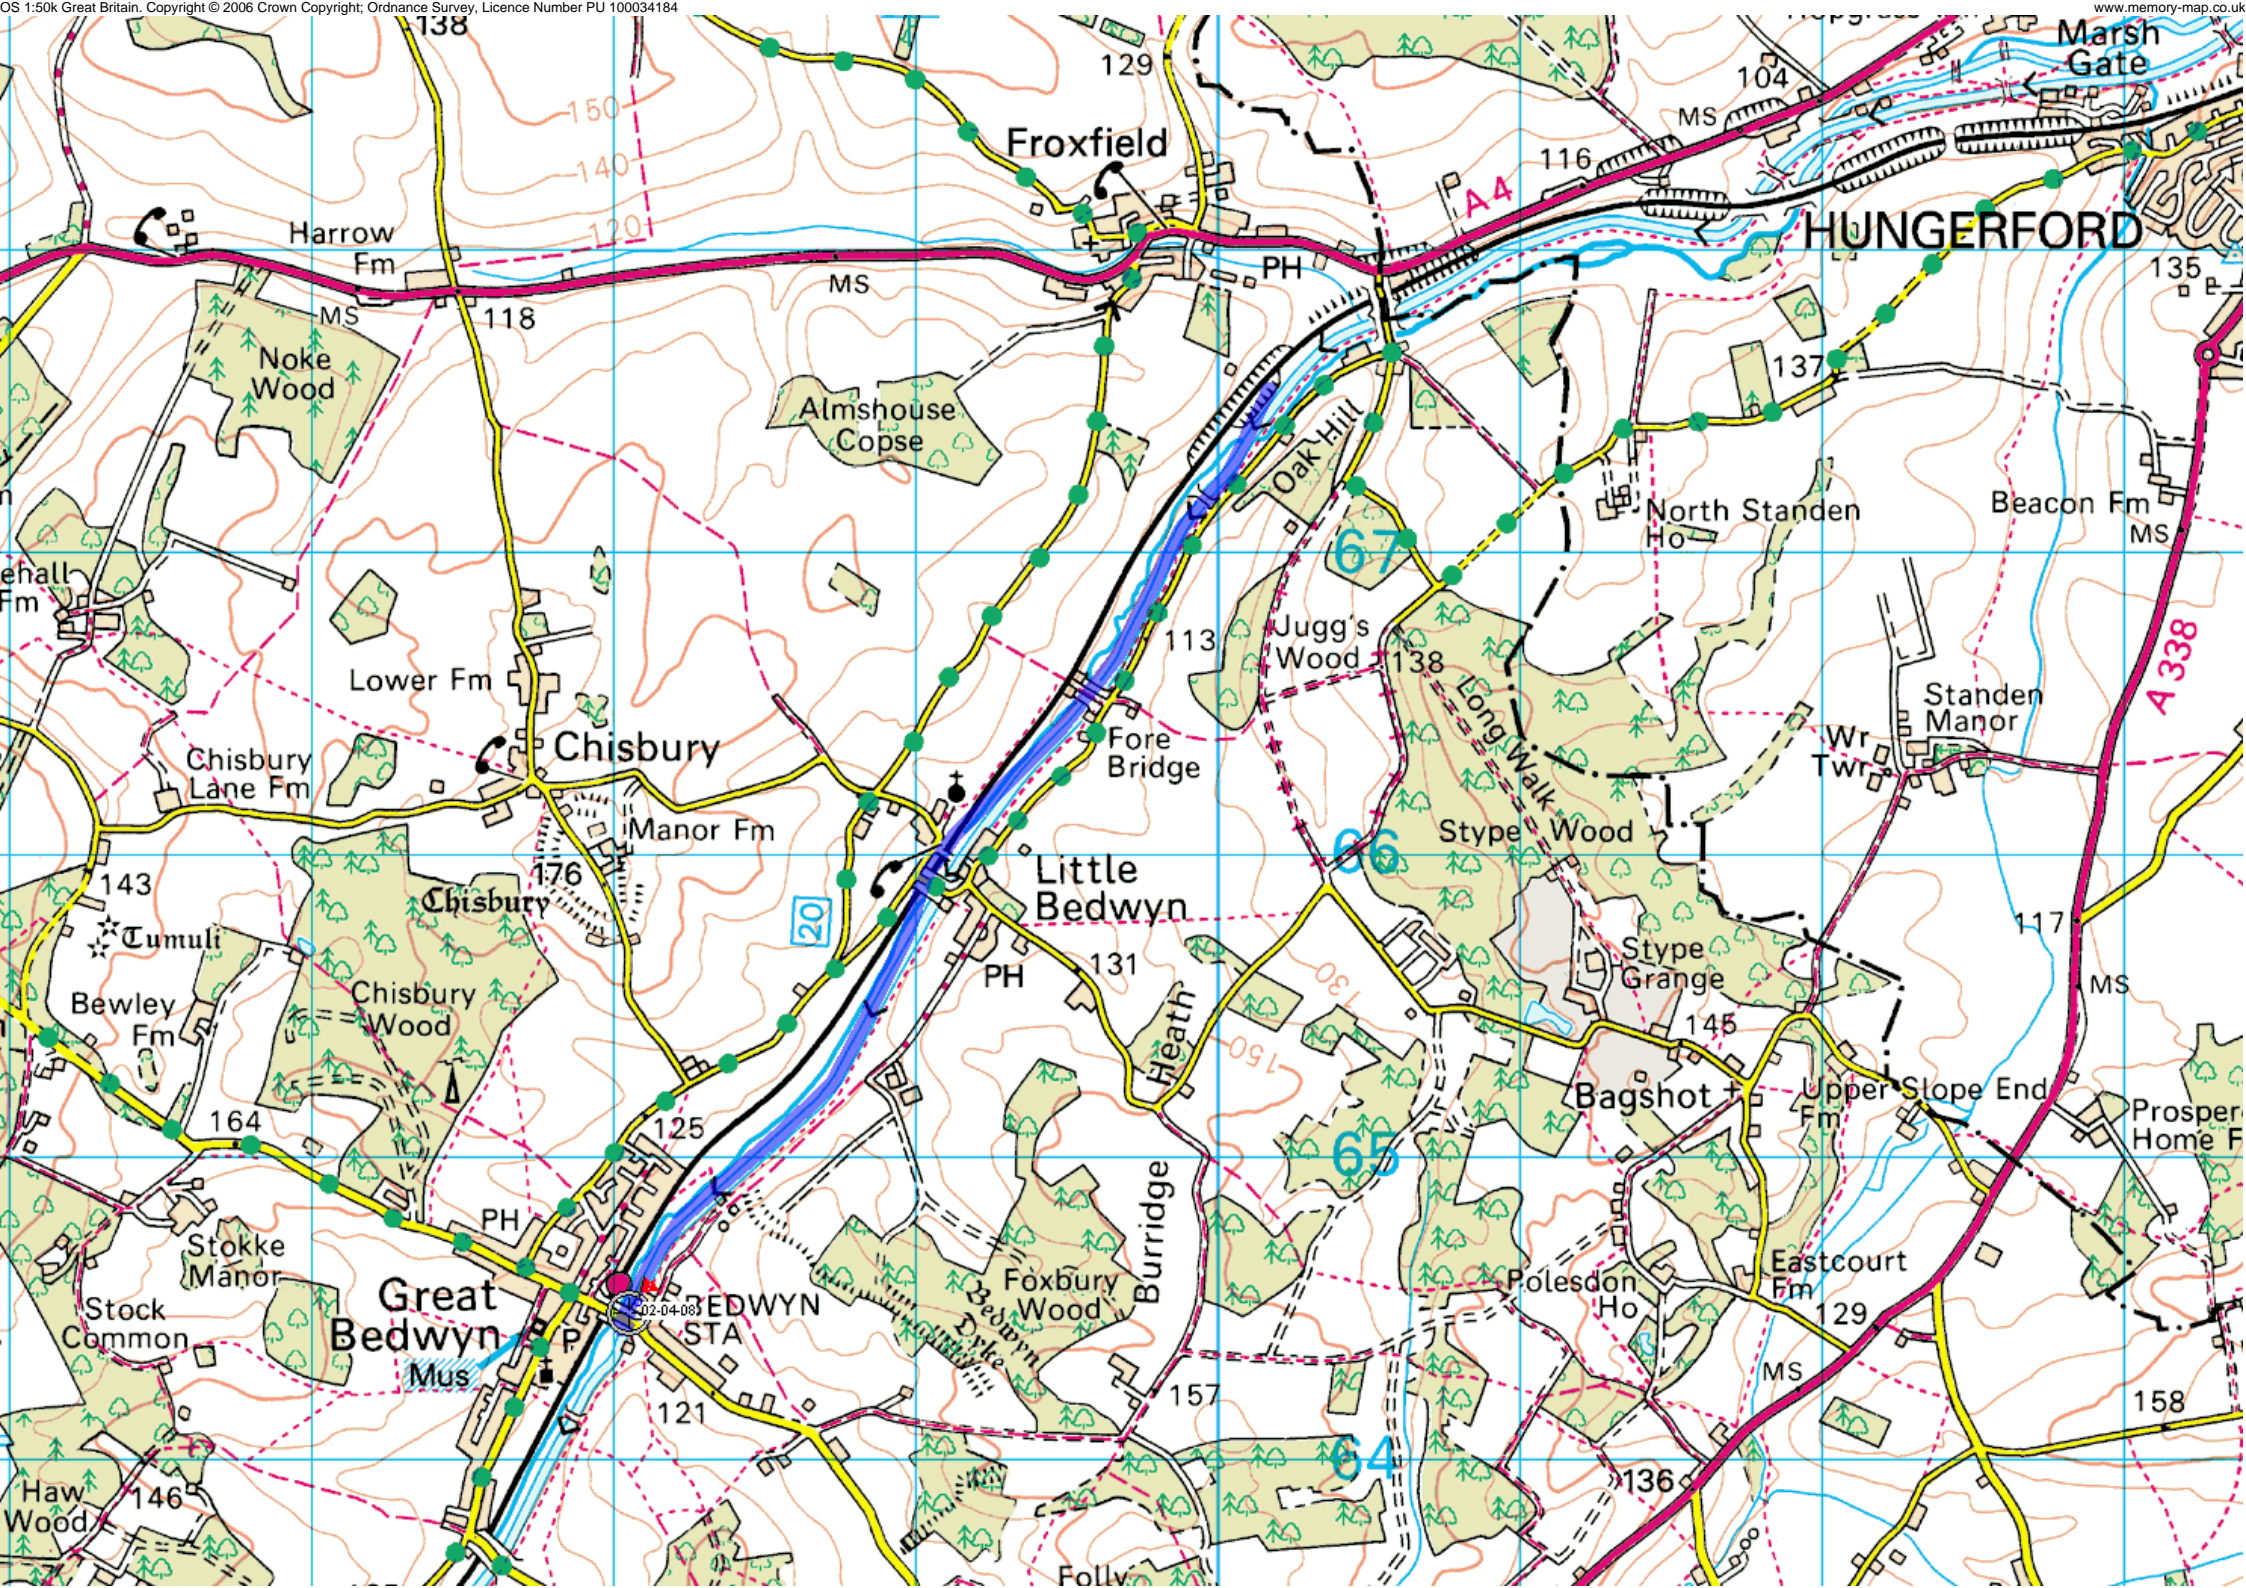 OS 1:50k Great Britain. Copyright © 2006 Crown Copyright; Ordnance Survey, Licence Number PU 100034184
www.memory-map.co.uk
138
129
Marsh
Gate
104
MS
150
Froxfield
116
140
A4
Harrow
Fm
120
HUNGERFORD
PH
135
MS
MS
118
Noke
Wood
137
Almshouse
Copse
Oak Hill
North Standen
Ho
Beacon Fm
MS
67
113
Jugg's
Wood
138
A 338
Lower Fm
Long Walk
Standen
Manor
Chisbury
Lane Fm
Chisbury
Fore
Bridge
Wr
Twr
Manor Fm
Stype Wood
66
176
143
Chisbury
Little
Bedwyn
20
Tumuli
117
PH
131
Stype
Grange
MS
Bewley
Fm
Chisbury
Wood
130
Heath
145
150
Bagshot
Upper Slope End
Fm
164
125
65
Prosper
Home F
PH
Stokke
Manor
Burridge
Great
Bedwyn
Mus
P
02-04-08
BEDWYN
STA
Bedwyn
Dyke
Foxbury
Wood
Polesdon
Ho
Eastcourt
Fm
129
Stock
Common
MS
157
121
158
64
136
Haw
Wood
146
Folly